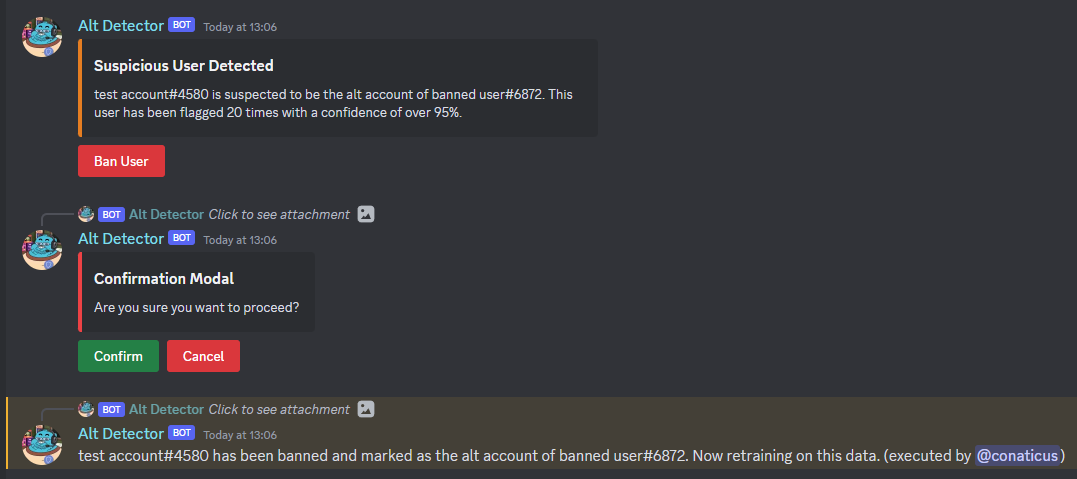 Alt Detector BOT Today at 13:06
Suspicious User Detected
test account#4580 is suspected to be the alt account of banned user#6872. This
user has been flagged 20 times with a confidence of over 95%.
Ban User
BOT Alt Detector Click to see attachment
Alt Detector BOT Today at 13:06
Confirmation Modal
Are you sure you want to proceed?
Confirm Cancel
BOT Alt Detector Click to see attachment
Alt Detector BOT Today at 13:06
test account#4580 has been banned and marked as the alt account of banned user#6872. Now retraining on this data. (executed by @conaticus)